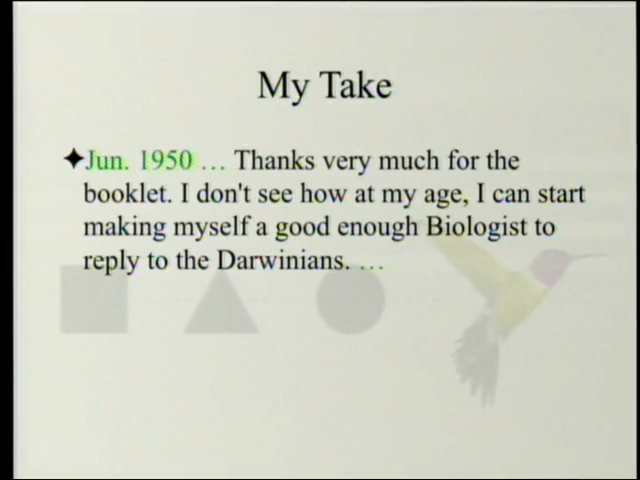 My Take
✦Jun. 1950 … Thanks very much for the
booklet. I don't see how at my age, I can start
making myself a good enough Biologist to
reply to the Darwinians. …